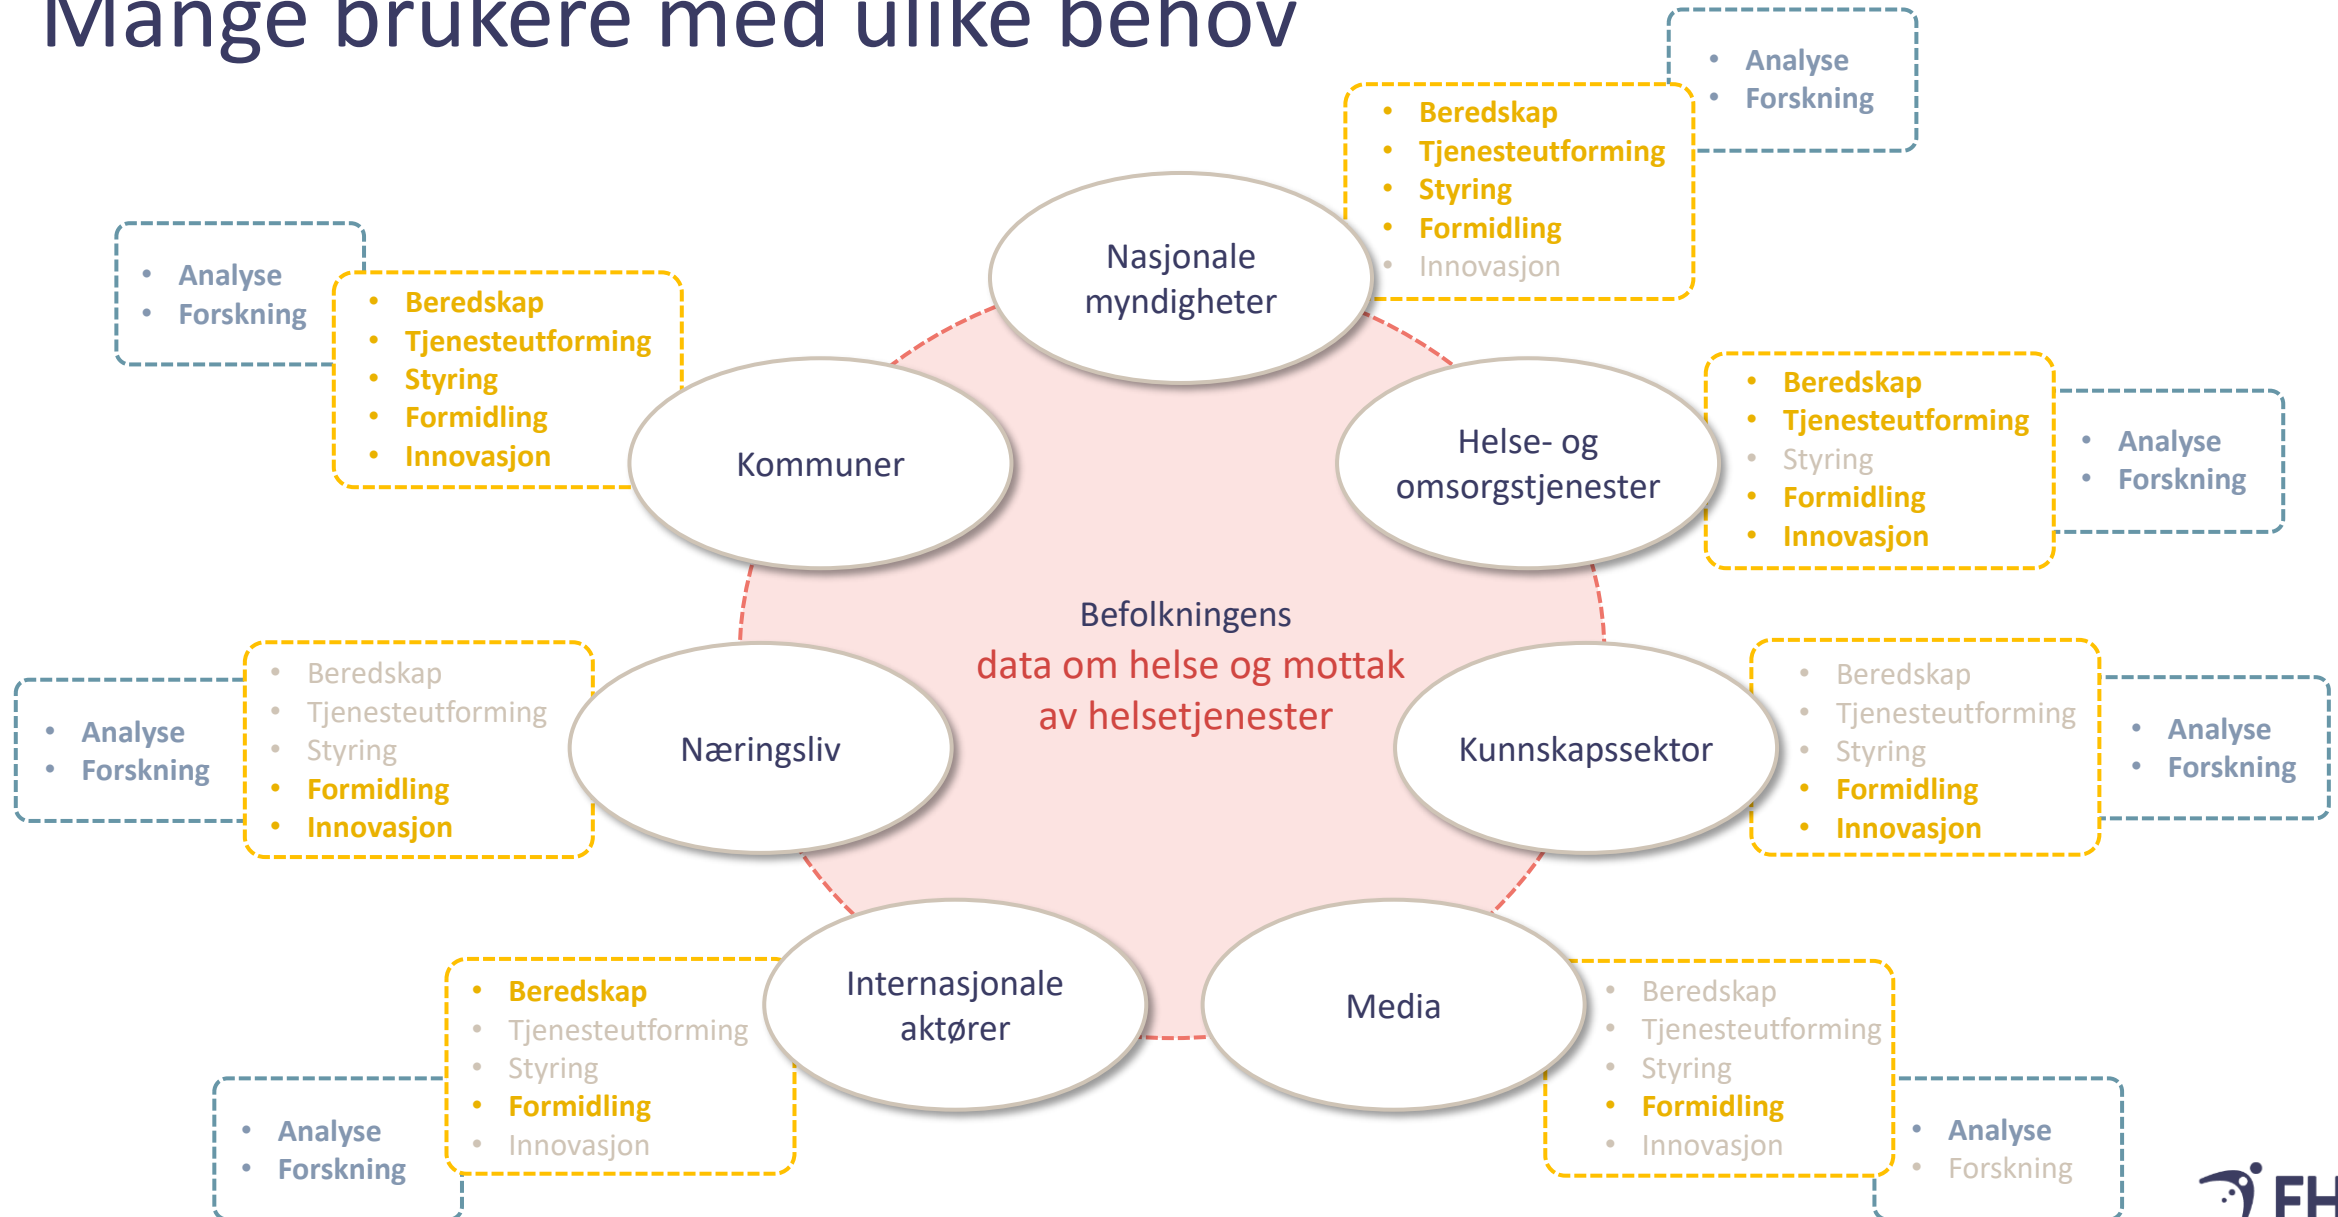 Mange brukere med ulike behov
• Analyse
• Forskning
• Beredskap
• Tjenesteutforming
• Styring
• Formidling
• Innovasjon
Nasjonale
myndigheter
• Analyse
• Forskning
• Beredskap
• Tjenesteutforming
• Styring
• Formidling
• Innovasjon
Kommuner
Helse- og
omsorgstjenester
• Beredskap
• Tjenesteutforming
• Styring
• Formidling
• Innovasjon
• Analyse
• Forskning
Befolkningens
data om helse og mottak
av helsetjenester
• Analyse
• Forskning
• Beredskap
• Tjenesteutforming
• Styring
• Formidling
• Innovasjon
Næringsliv
Kunnskapssektor
• Beredskap
• Tjenesteutforming
• Styring
• Formidling
• Innovasjon
• Analyse
• Forskning
• Beredskap
• Tjenesteutforming
• Styring
• Formidling
• Innovasjon
Internasjonale
aktører
• Analyse
• Forskning
Media
• Beredskap
• Tjenesteutforming
• Styring
• Formidling
• Innovasjon
• Analyse
• Forskning